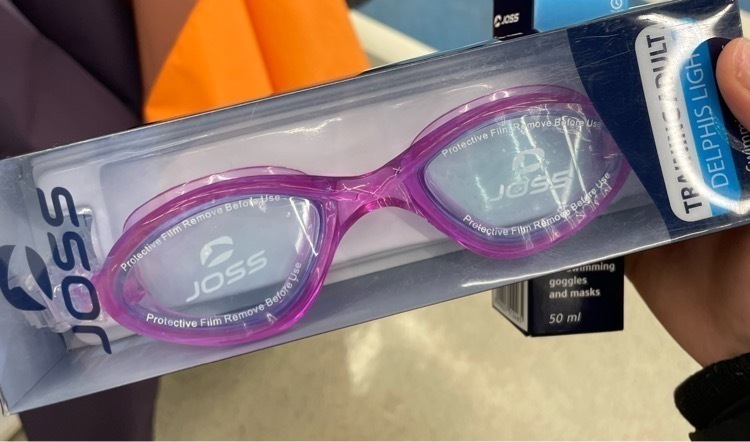 JOSS
G
TRAINING ADULT
DELPHIS LIGH
JOSS
Protective Film Remove Before Use
JOSS
Protective Film Remove Before Use
Protective Film Remove Before Use
JOSS
Protective Film Remove Before Use
swimming
goggles
and masks
50 ml